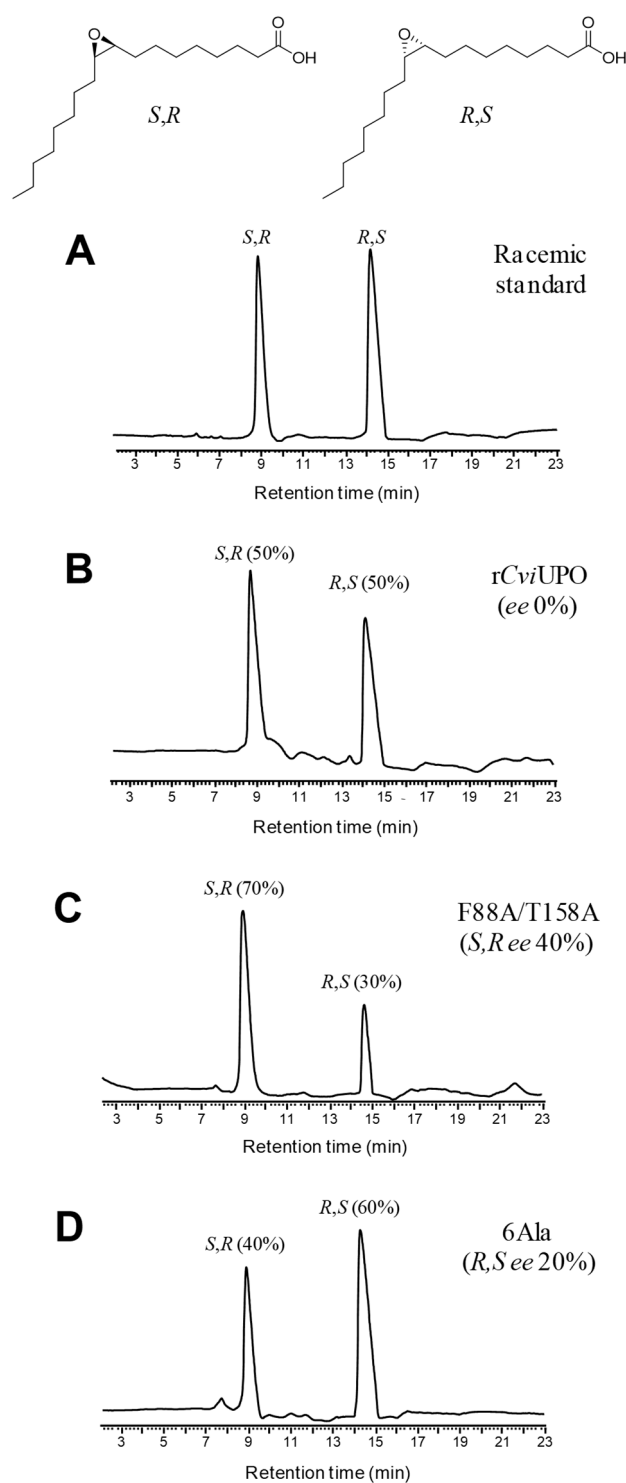 O
O
OH
S,R
O
O
OH
R,S
A
S,R
R,S
Racemic
standard
3 5 7 9 11 13 14 15 17 19 21 23
Retention time (min)
B
S,R (50%)
R,S (50%)
rCviUPO
(ee 0%)
3 5 7 9 11 13 14 15 17 19 21 23
Retention time (min)
C
S,R (70%)
R,S (30%)
F88A/T158A
(S,R ee 40%)
3 5 7 9 11 13 15 17 19 21 23
Retention time (min)
D
S,R (40%)
R,S (60%)
6Ala
(R,S ee 20%)
3 5 7 9 11 13 15 17 19 21 23
Retention time (min)